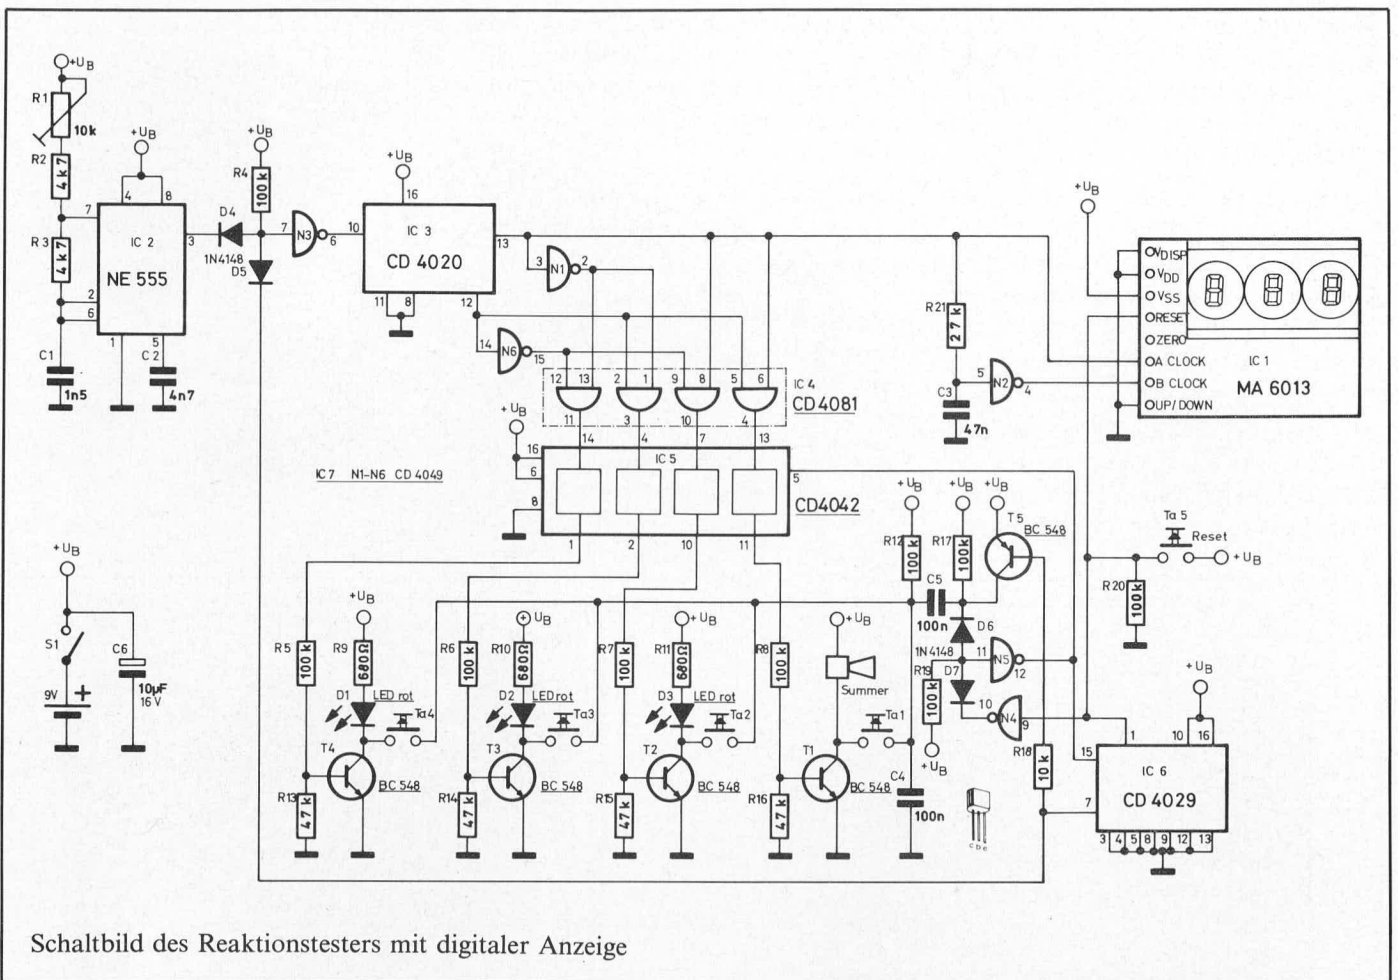 +UB
R1
10k
R2
4k7
R3
4k7
C1
1n5
+UB
4 8
7
2
6
IC 2
NE 555
3
1 5
C2
4n7
+UB
R4
100k
D4
1N4148
D5
7 N3 6
+UB
16
10 IC 3 13
CD 4020
11 8 12
3 N1 2
14 N6 15
12 13 2 1 9 8 5 6
IC 4
CD 4081
11 3 10 4
+UB
14 4 7 13
16
6
8
IC 5
5
CD4042
1 2 10 11
IC 7 N1-N6 CD 4049
R21
27k
C3
47n
5 N2 4
+UB
VDISP
VDD
VSS
RESET
ZERO
A CLOCK
B CLOCK
UP/DOWN
8 8 8
IC 1
MA 6013
+UB
S1
9V
+
C6
10µF
16 V
R5
100k
+UB
R9
680Ω
D1
LED rot
Ta4
T4
BC 548
R13
47k
R6
100k
+UB
R10
680Ω
D2
LED rot
Ta3
T3
BC 548
R14
47k
R7
100k
+UB
R11
680Ω
D3
LED rot
Ta2
T2
BC 548
R15
47k
R8
100k
+UB
Summer
Ta1
T1
BC 548
R16
47k
+UB
R12
100k
+UB
R17
100k
+UB
T5
BC 548
C5
100n
D6
1N 4148
D7
11 N5 12
10 N4 9
R19
100k
+UB
C4
100n
c b e
R18
10k
Ta 5
Reset
+UB
R20
100k
+UB
1 10 16
15
7
IC 6
CD 4029
3 4 5 8 9 12 13
Schaltbild des Reaktionstesters mit digitaler Anzeige